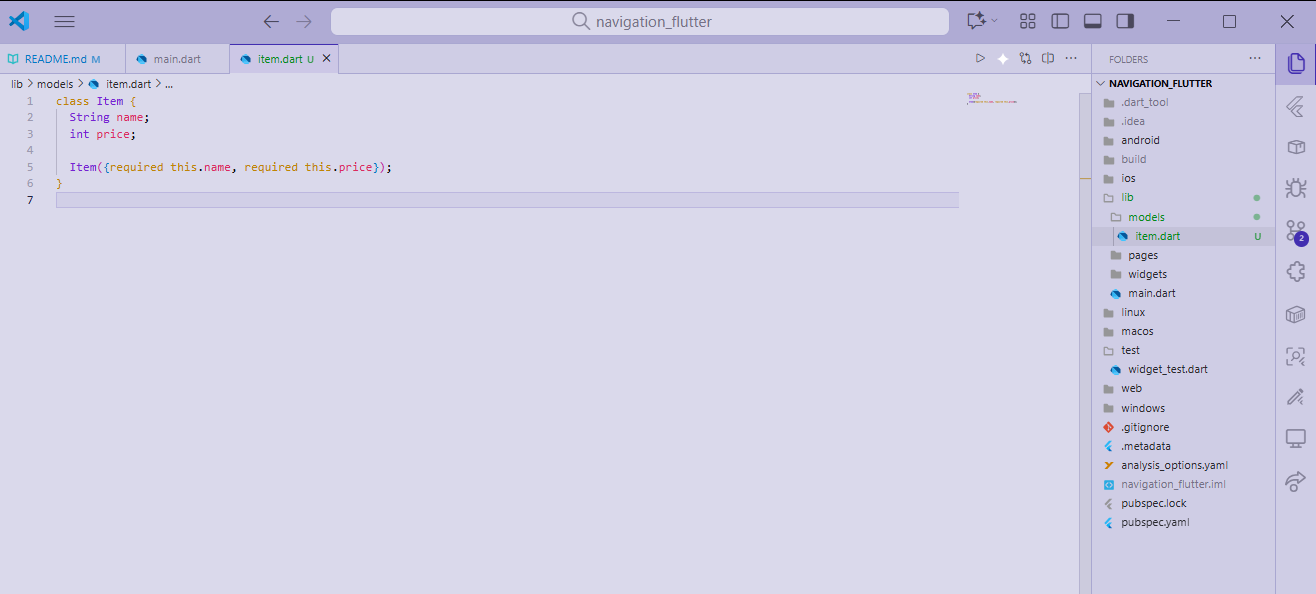 navigation_flutter
README.md M
main.dart
item.dart U
lib > models > item.dart > ...
1 class Item {
2 String name;
3 int price;
4
5 Item({required this.name, required this.price});
6 }
7
FOLDERS
NAVIGATION_FLUTTER
.dart_tool
.idea
android
build
ios
lib
models
item.dart U
pages
widgets
main.dart
linux
macos
test
widget_test.dart
web
windows
.gitignore
.metadata
analysis_options.yaml
navigation_flutter.iml
pubspec.lock
pubspec.yaml
2